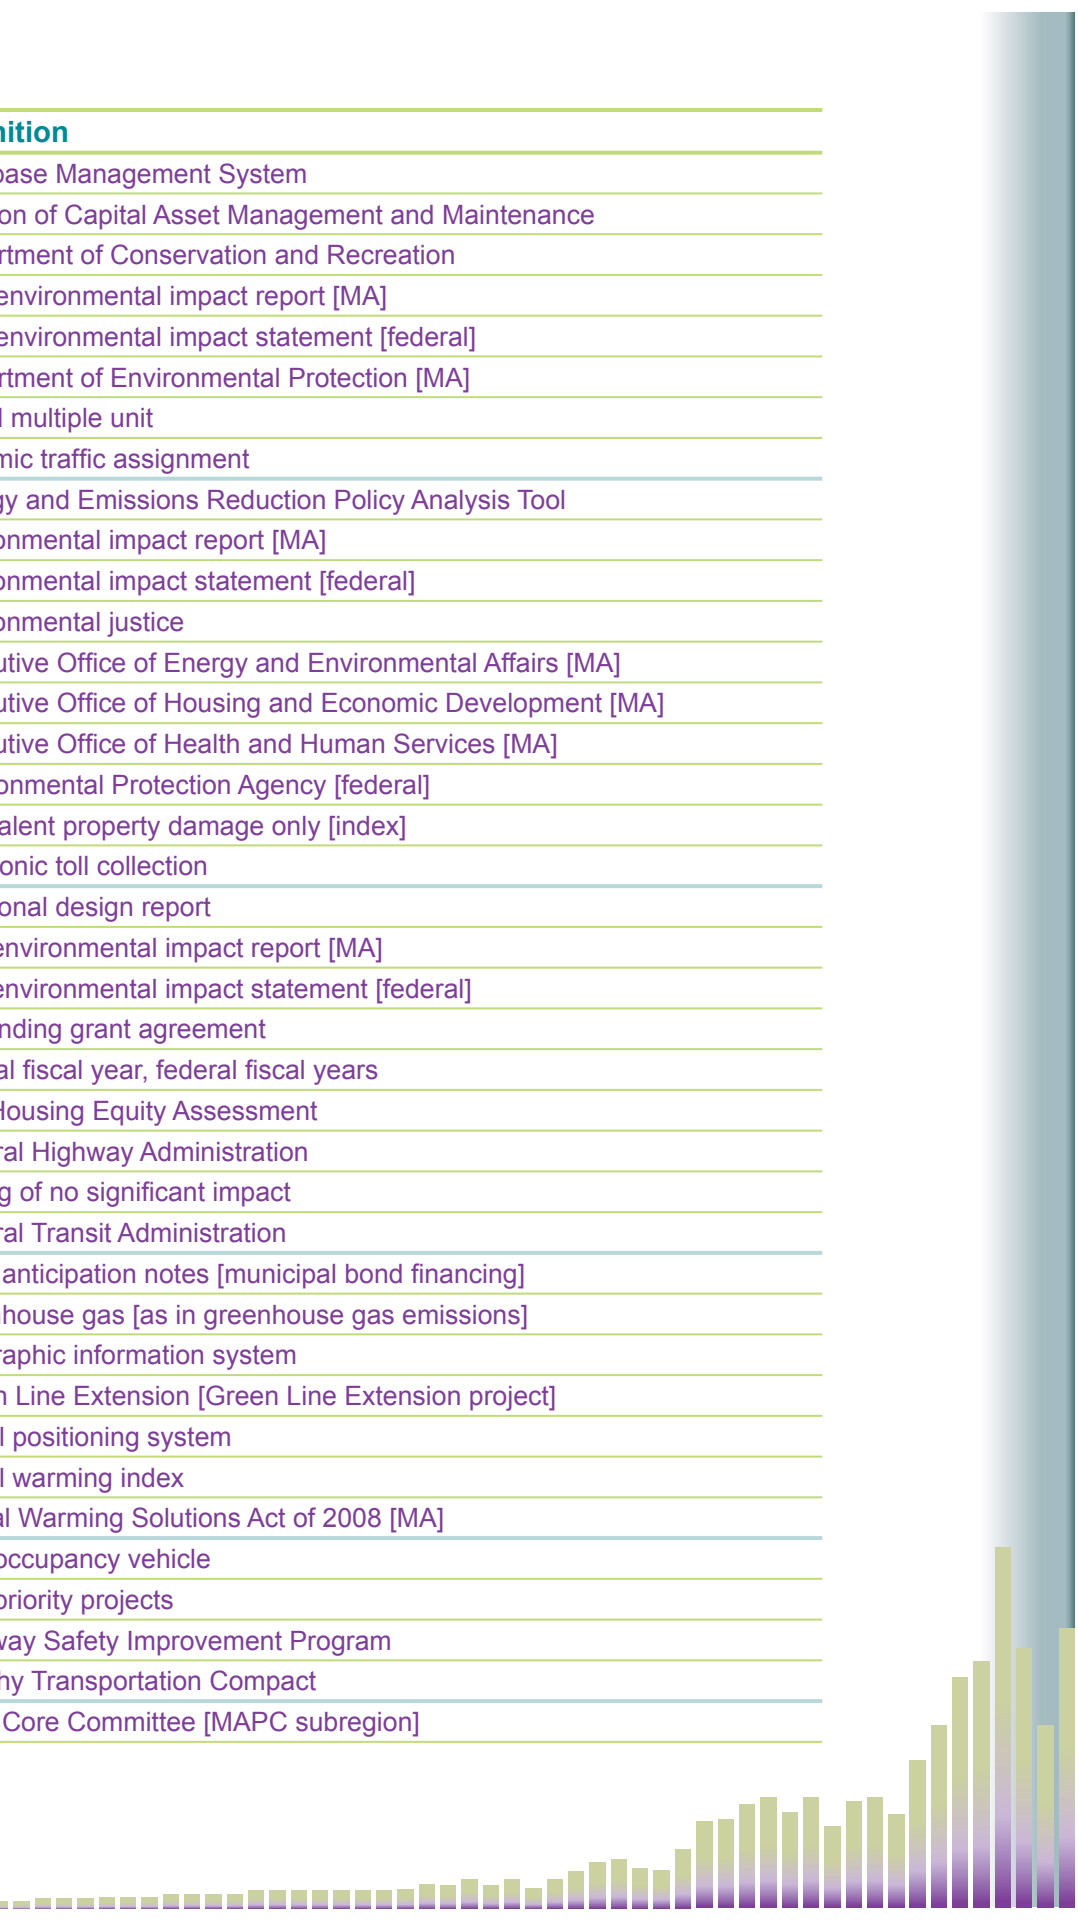 nition
base Management System
on of Capital Asset Management and Maintenance
rtment of Conservation and Recreation
environmental impact report [MA]
environmental impact statement [federal]
rtment of Environmental Protection [MA]
l multiple unit
mic traffic assignment
gy and Emissions Reduction Policy Analysis Tool
onmental impact report [MA]
onmental impact statement [federal]
onmental justice
utive Office of Energy and Environmental Affairs [MA]
utive Office of Housing and Economic Development [MA]
utive Office of Health and Human Services [MA]
onmental Protection Agency [federal]
alent property damage only [index]
onic toll collection
ional design report
environmental impact report [MA]
environmental impact statement [federal]
nding grant agreement
al fiscal year, federal fiscal years
Housing Equity Assessment
ral Highway Administration
g of no significant impact
ral Transit Administration
anticipation notes [municipal bond financing]
nhouse gas [as in greenhouse gas emissions]
raphic information system
n Line Extension [Green Line Extension project]
l positioning system
l warming index
al Warming Solutions Act of 2008 [MA]
occupancy vehicle
priority projects
way Safety Improvement Program
hy Transportation Compact
Core Committee [MAPC subregion]